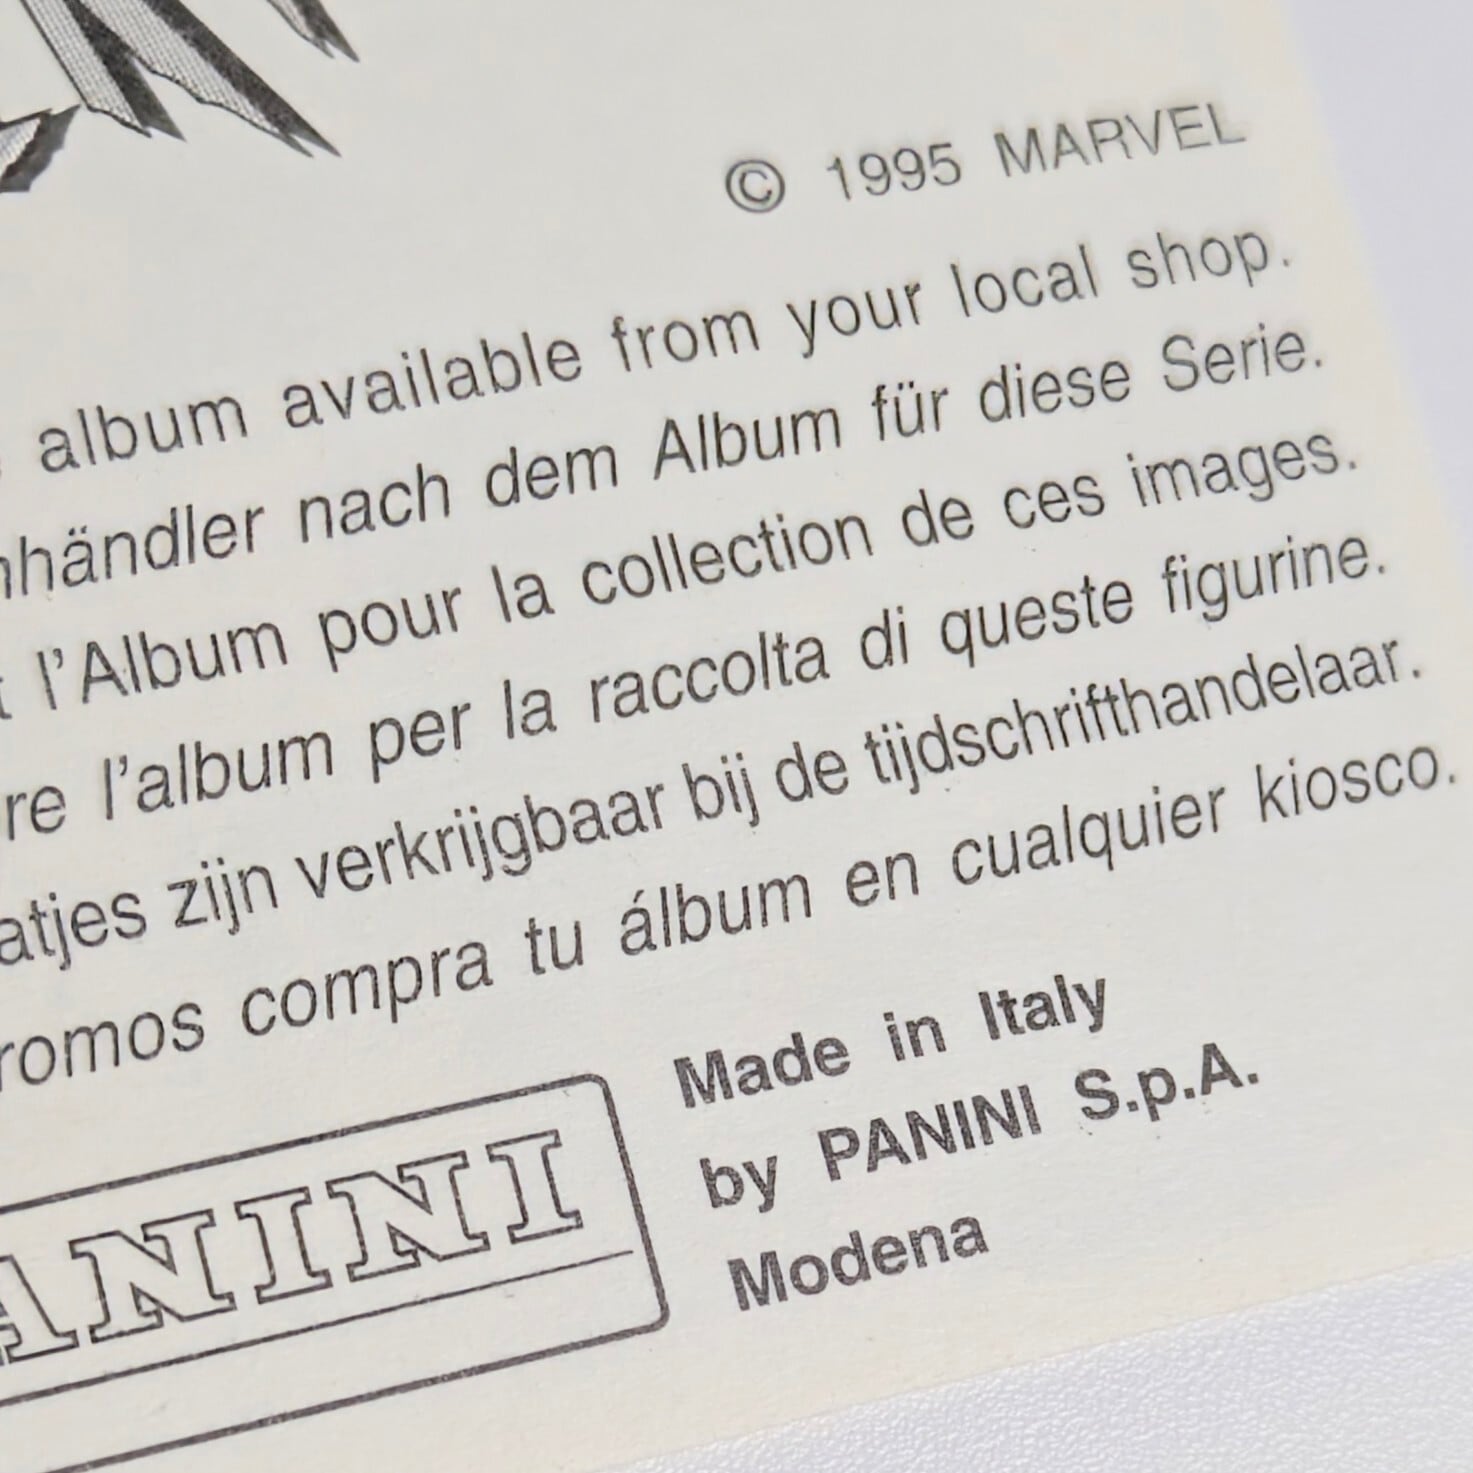 © 1995 MARVEL
album available from your local shop.
nhändler nach dem Album für diese Serie.
l'Album pour la collection de ces images.
re l'album per la raccolta di queste figurine.
atjes zijn verkrijgbaar bij de tijdschrifthandelaar.
romos compra tu álbum en cualquier kiosco.
Made in Italy
by PANINI S.p.A.
Modena
ANINI